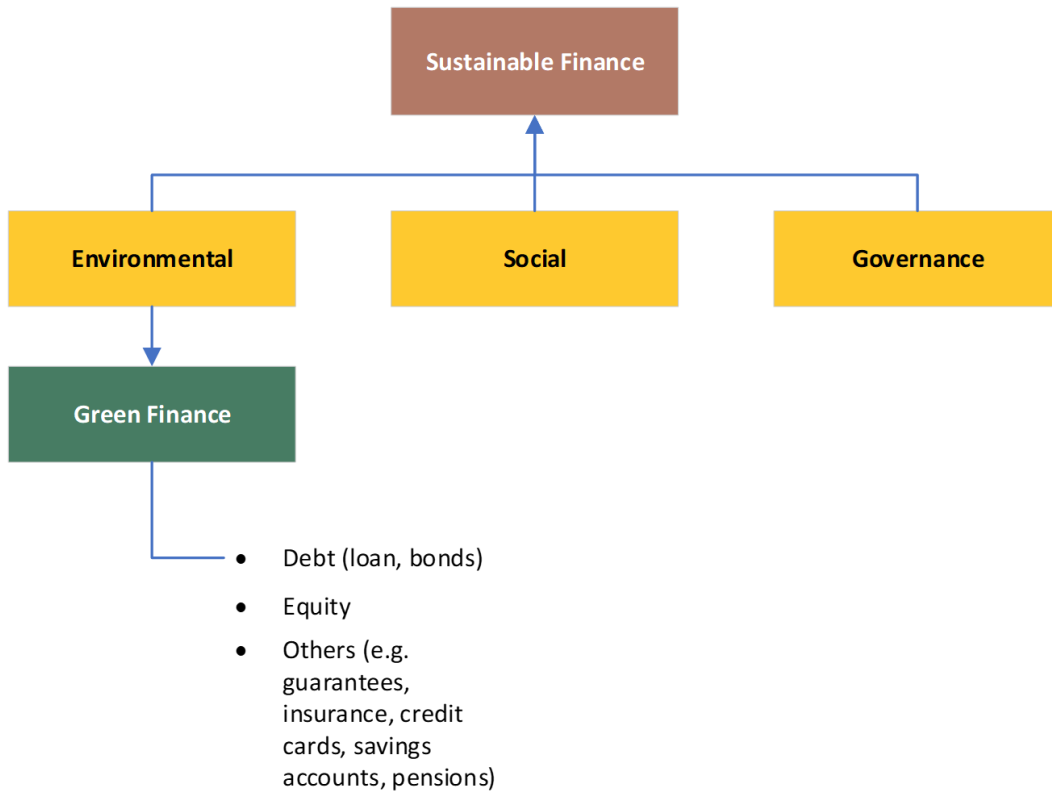 Sustainable Finance
Environmental
Social
Governance
Green Finance
• Debt (loan, bonds)
• Equity
• Others (e.g.
guarantees,
insurance, credit
cards, savings
accounts, pensions)